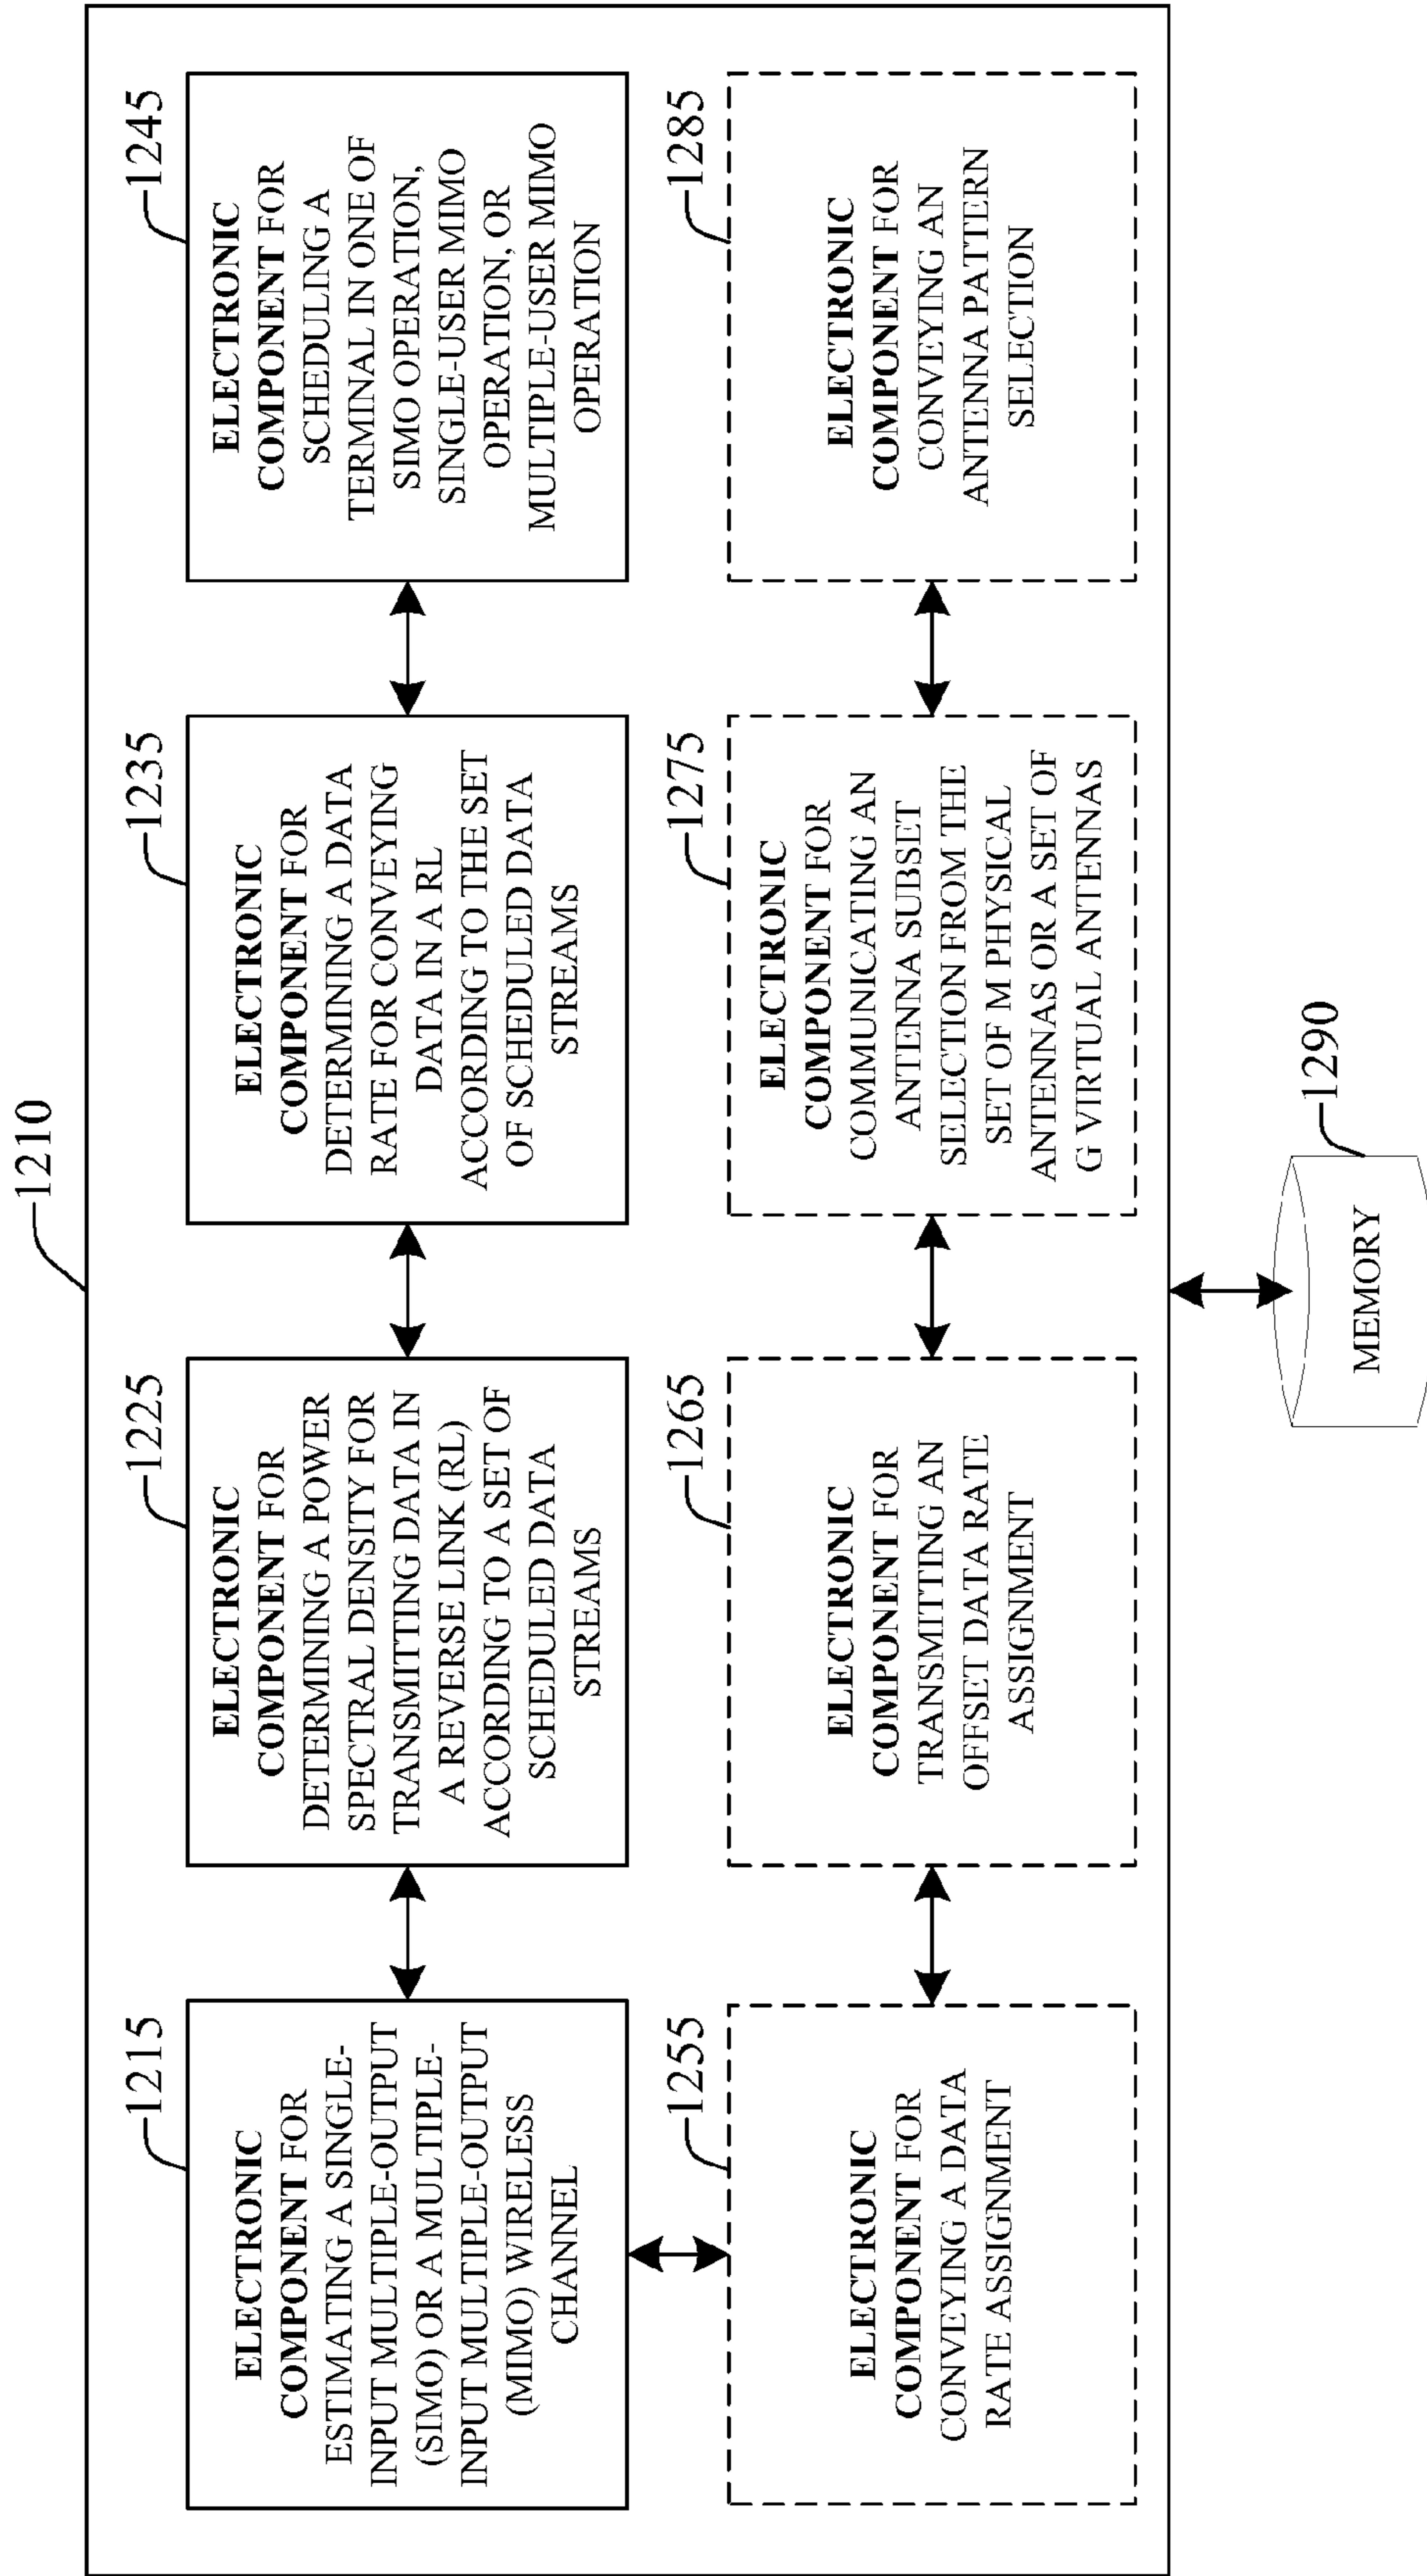 1210
1215
ELECTRONIC
COMPONENT FOR
ESTIMATING A SINGLE-
INPUT MULTIPLE-OUTPUT
(SIMO) OR A MULTIPLE-
INPUT MULTIPLE-OUTPUT
(MIMO) WIRELESS
CHANNEL
1225
ELECTRONIC
COMPONENT FOR
DETERMINING A POWER
SPECTRAL DENSITY FOR
TRANSMITTING DATA IN
A REVERSE LINK (RL)
ACCORDING TO A SET OF
SCHEDULED DATA
STREAMS
1235
ELECTRONIC
COMPONENT FOR
DETERMINING A DATA
RATE FOR CONVEYING
DATA IN A RL
ACCORDING TO THE SET
OF SCHEDULED DATA
STREAMS
1245
ELECTRONIC
COMPONENT FOR
SCHEDULING A
TERMINAL IN ONE OF
SIMO OPERATION,
SINGLE-USER MIMO
OPERATION, OR
MULTIPLE-USER MIMO
OPERATION
1255
ELECTRONIC
COMPONENT FOR
CONVEYING A DATA
RATE ASSIGNMENT
1265
ELECTRONIC
COMPONENT FOR
TRANSMITTING AN
OFFSET DATA RATE
ASSIGNMENT
1275
ELECTRONIC
COMPONENT FOR
COMMUNICATING AN
ANTENNA SUBSET
SELECTION FROM THE
SET OF M PHYSICAL
ANTENNAS OR A SET OF
G VIRTUAL ANTENNAS
1285
ELECTRONIC
COMPONENT FOR
CONVEYING AN
ANTENNA PATTERN
SELECTION
1290
MEMORY